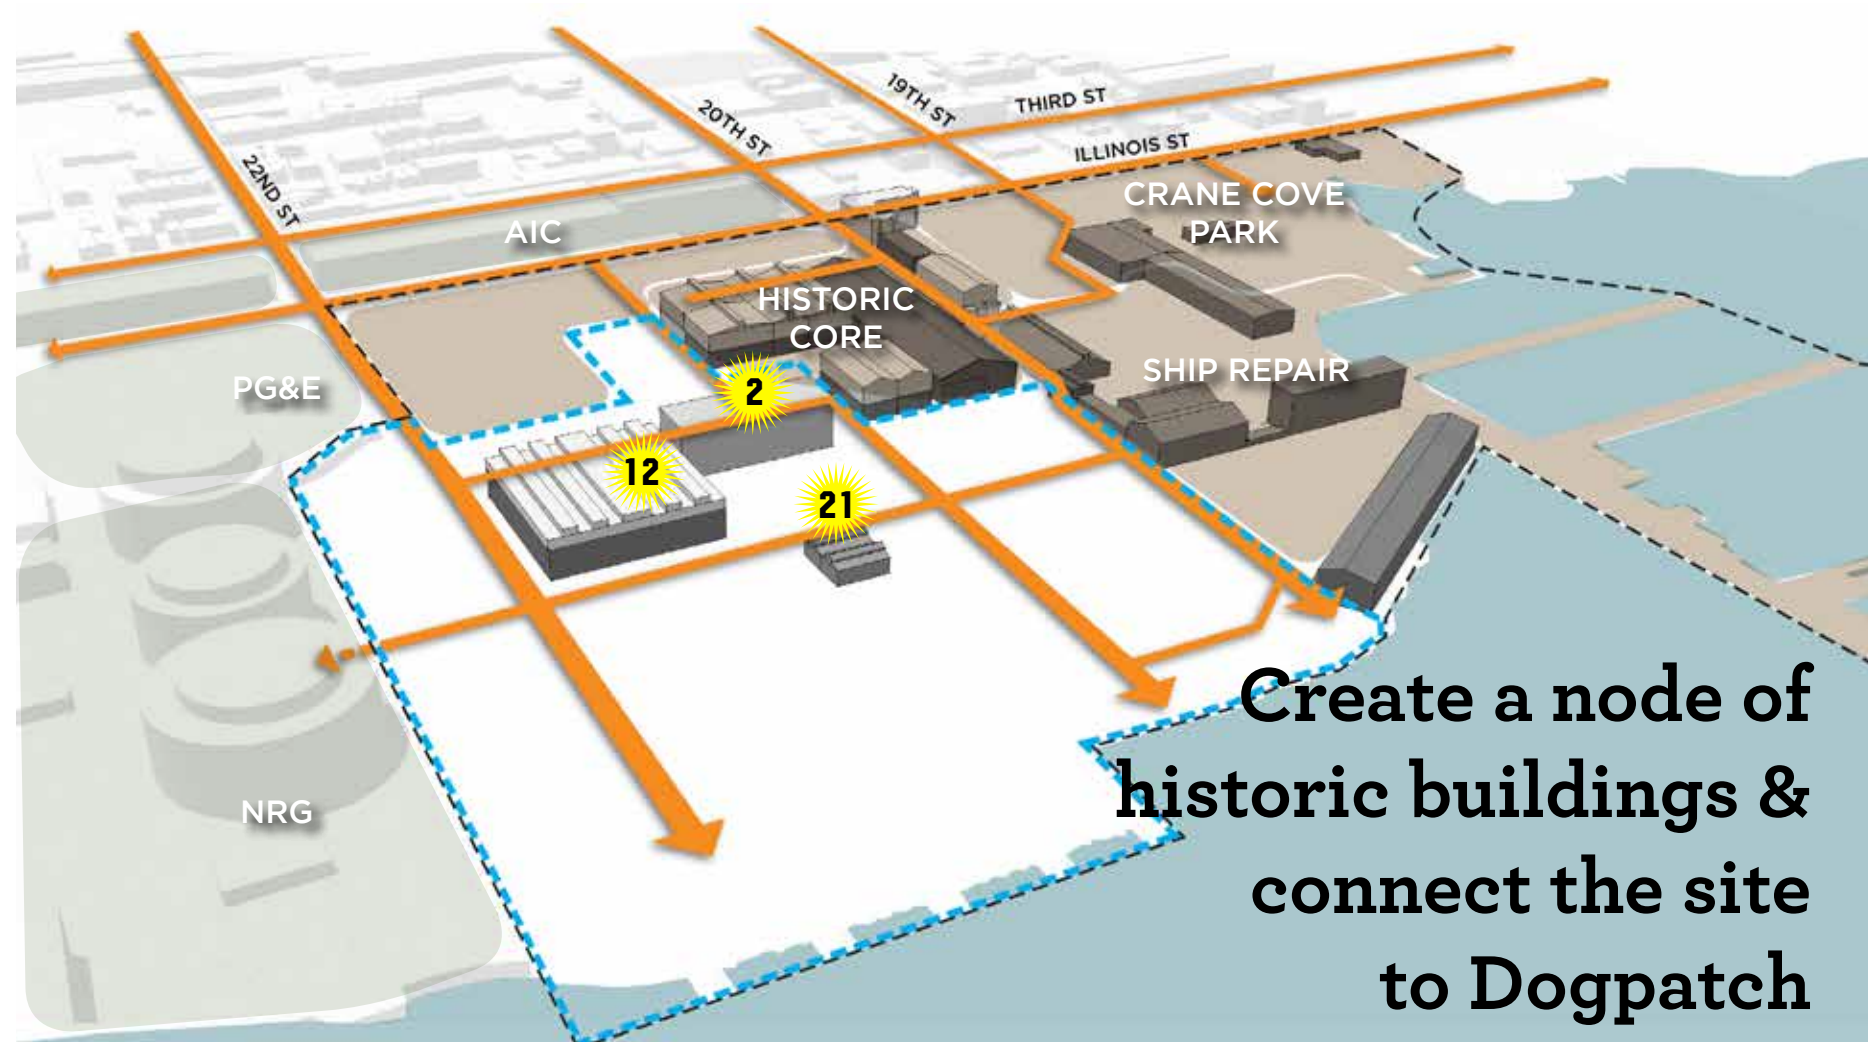 19TH ST
THIRD ST
20TH ST
ILLINOIS ST
22ND ST
CRANE COVE
PARK
AIC
HISTORIC
CORE
PG&E
SHIP REPAIR
2
12
21
NRG
Create a node of
historic buildings &
connect the site
to Dogpatch